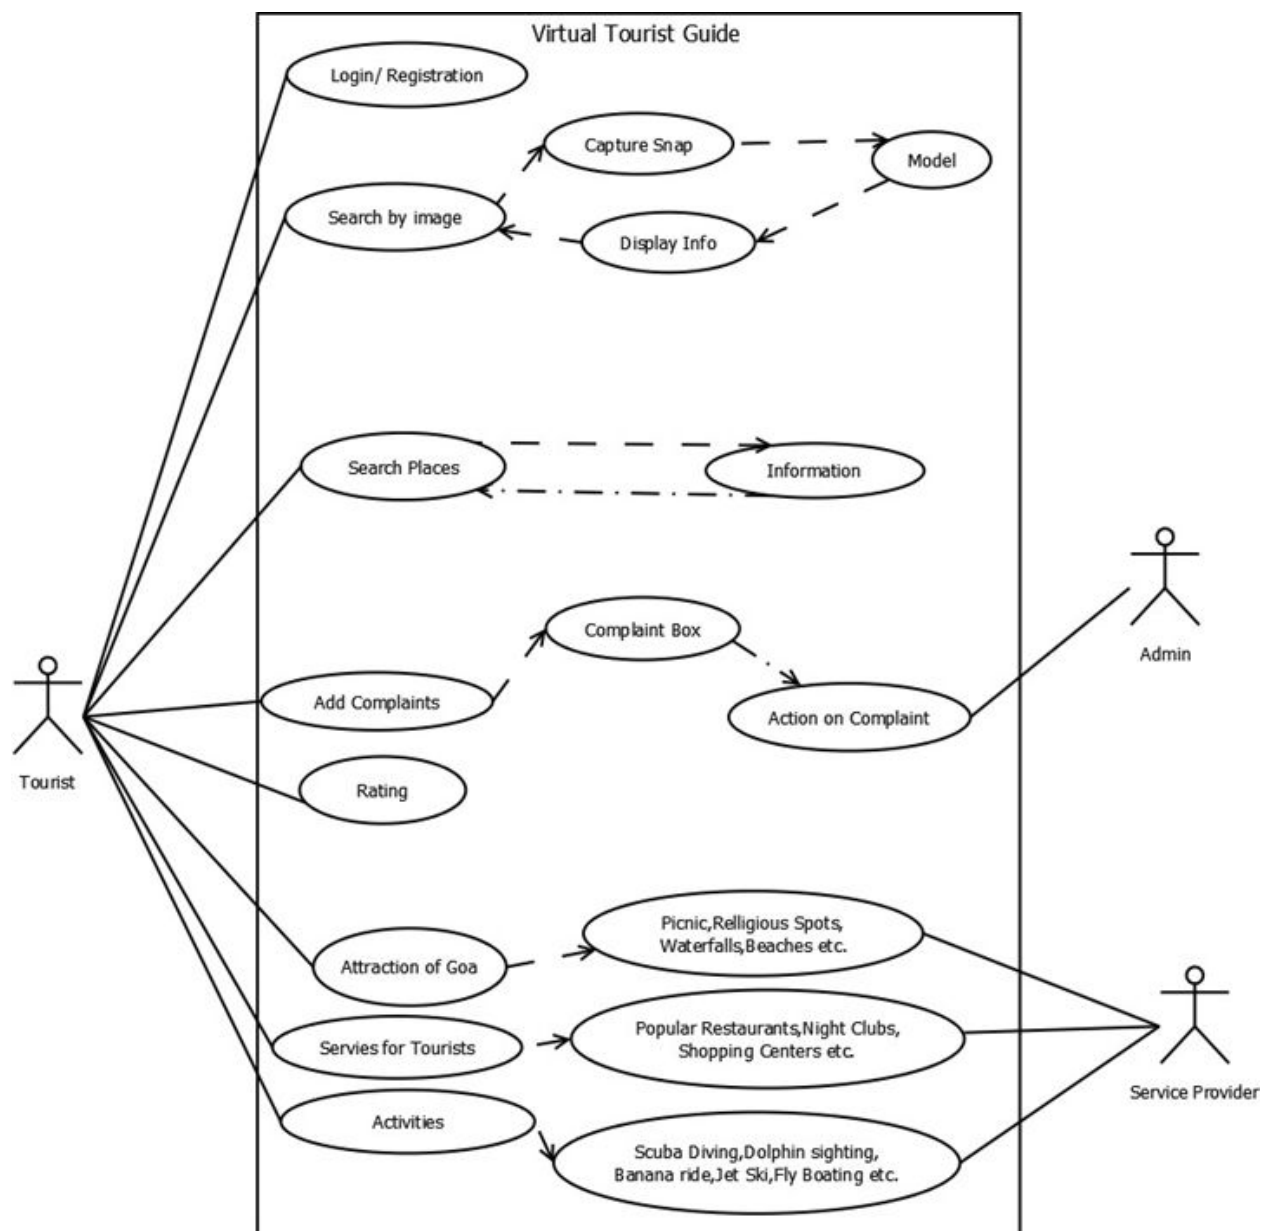 Virtual Tourist Guide
Login/ Registration
Capture Snap
Model
Search by image
Display Info
Search Places
Information
Complaint Box
Admin
Add Complaints
Action on Complaint
Tourist
Rating
Picnic,Relligious Spots,
Waterfalls,Beaches etc.
Attraction of Goa
Popular Restaurants,Night Clubs,
Shopping Centers etc.
Servies for Tourists
Service Provider
Activities
Scuba Diving,Dolphin sighting,
Banana ride,Jet Ski,Fly Boating etc.